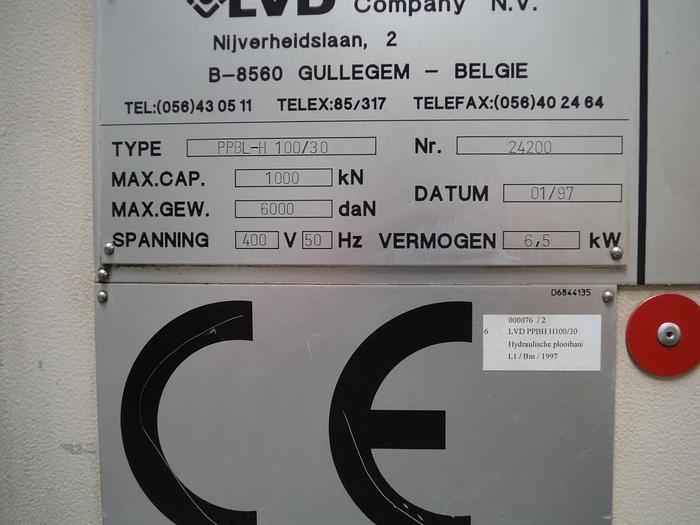 LVD Company N.V.
Nijverheidslaan, 2
B-8560 GULLEGEM - BELGIE
TEL:(056)43 05 11 TELEX:85/317 TELEFAX:(056)40 24 64
TYPE PPBL-H 100/30 Nr. 24200
MAX.CAP. 1000 kN
MAX.GEW. 6000 daN DATUM 01/97
SPANNING 400 V 50 Hz VERMOGEN 6,5 kW
D6844135
CE
000076 / 2
6 LVD PPBH H100/30
Hydraulische plooibank
L1 / Bm / 1997